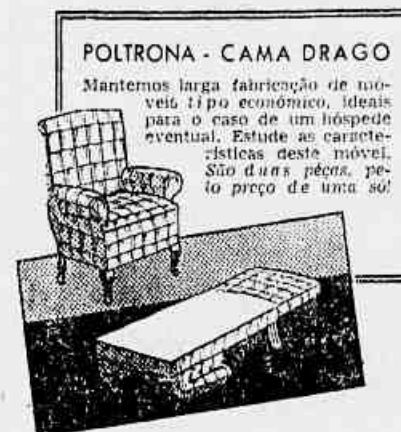 POLTRONA - CAMA DRAGO
Mantemos larga fabricação de mó-
veis tipo económico, ideais
para o caso de um hóspede
eventual. Estude as caracte-
rísticas deste móvel.
São duas péças, pe-
lo preço de uma só!